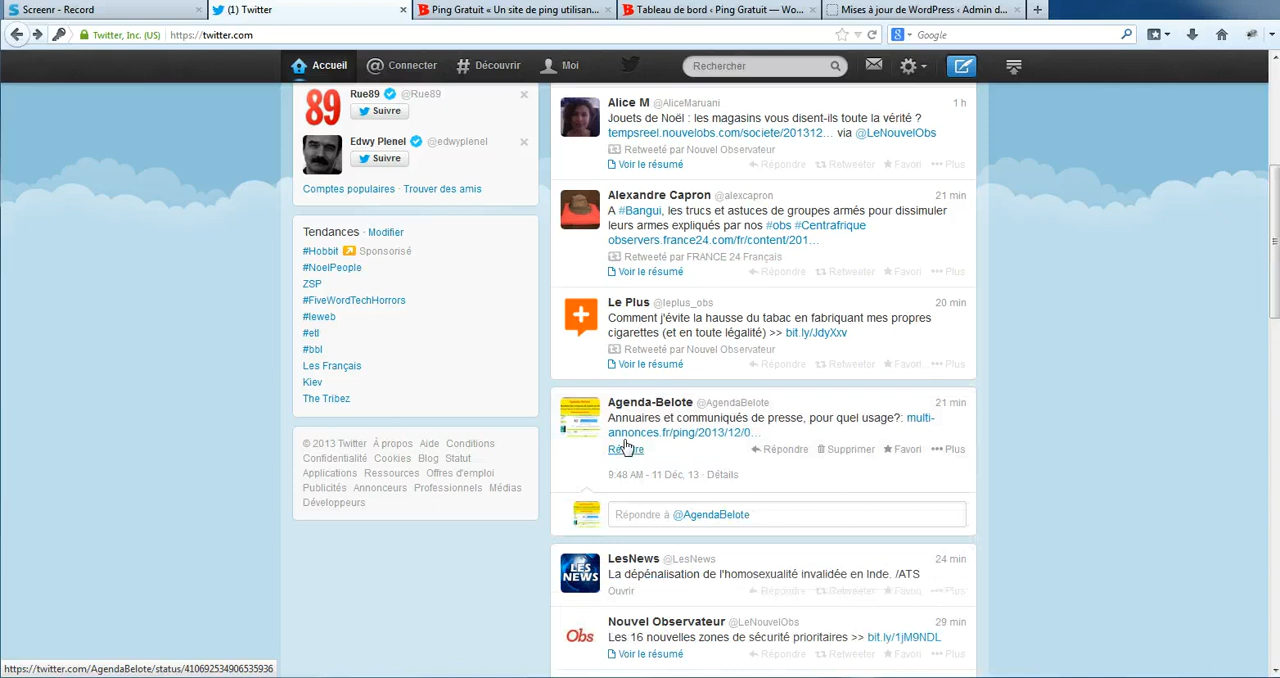 Screenr - Record
(1) Twitter
Ping Gratuit « Un site de ping utilisan...
Tableau de bord ‹ Ping Gratuit — Wo...
Mises à jour de WordPress ‹ Admin d...
Twitter, Inc. (US)
https://twitter.com
Google
Accueil
Connecter
Découvrir
Moi
Rechercher
Rue89 @Rue89
Suivre
Edwy Plenel @edwyplenel
Suivre
Comptes populaires · Trouver des amis
Tendances · Modifier
#Hobbit Sponsorisé
#NoelPeople
ZSP
#FiveWordTechHorrors
#leweb
#etl
#bbl
Les Français
Kiev
The Tribez
© 2013 Twitter À propos Aide Conditions
Confidentialité Cookies Blog Statut
Applications Ressources Offres d'emploi
Publicités Annonceurs Professionnels Médias
Développeurs
Alice M @AliceMaruani 1 h
Jouets de Noël : les magasins vous disent-ils toute la vérité ?
tempsreel.nouvelobs.com/societe/201312... via @LeNouvelObs
Retweeté par Nouvel Observateur
Voir le résumé Répondre Retweeter Favori Plus
Alexandre Capron @alexcapron 21 min
A #Bangui, les trucs et astuces de groupes armés pour dissimuler
leurs armes expliqués par nos #obs #Centrafrique
observers.france24.com/fr/content/201...
Retweeté par FRANCE 24 Français
Voir le résumé Répondre Retweeter Favori Plus
Le Plus @leplus_obs 20 min
Comment j'évite la hausse du tabac en fabriquant mes propres
cigarettes (et en toute légalité) >> bit.ly/JdyXxv
Retweeté par Nouvel Observateur
Voir le résumé Répondre Retweeter Favori Plus
Agenda-Belote @AgendaBelote 21 min
Annuaires et communiqués de presse, pour quel usage?: multi-
annonces.fr/ping/2013/12/0...
Répondre Supprimer Favori Plus
9:48 AM - 11 Déc, 13 · Détails
Répondre à @AgendaBelote
LES NEWS
LesNews @LesNews 24 min
La dépénalisation de l'homosexualité invalidée en Inde. /ATS
Ouvrir Répondre Retweeter Favori Plus
Obs
Nouvel Observateur @LeNouvelObs 29 min
Les 16 nouvelles zones de sécurité prioritaires >> bit.ly/1jM9NDL
Voir le résumé Répondre Retweeter Favori Plus
https://twitter.com/AgendaBelote/status/410692534906535936